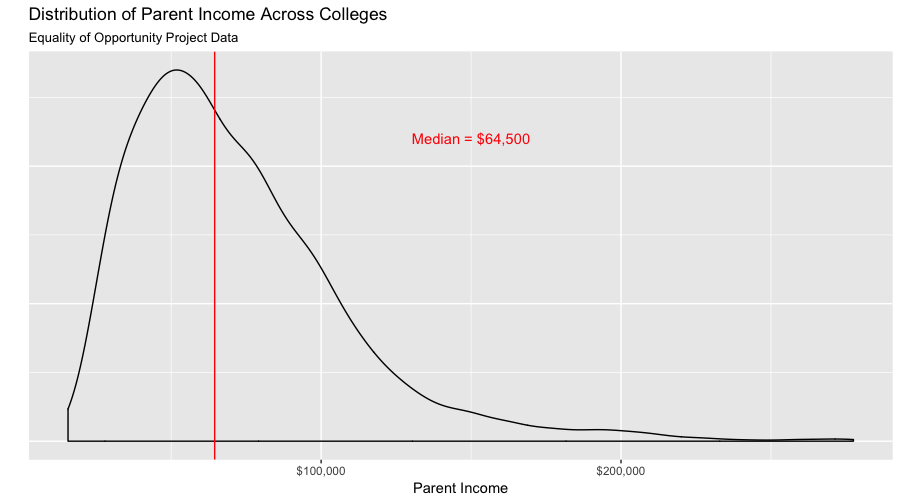 Distribution of Parent Income Across Colleges
Equality of Opportunity Project Data
Median = $64,500
$100,000 $200,000
Parent Income